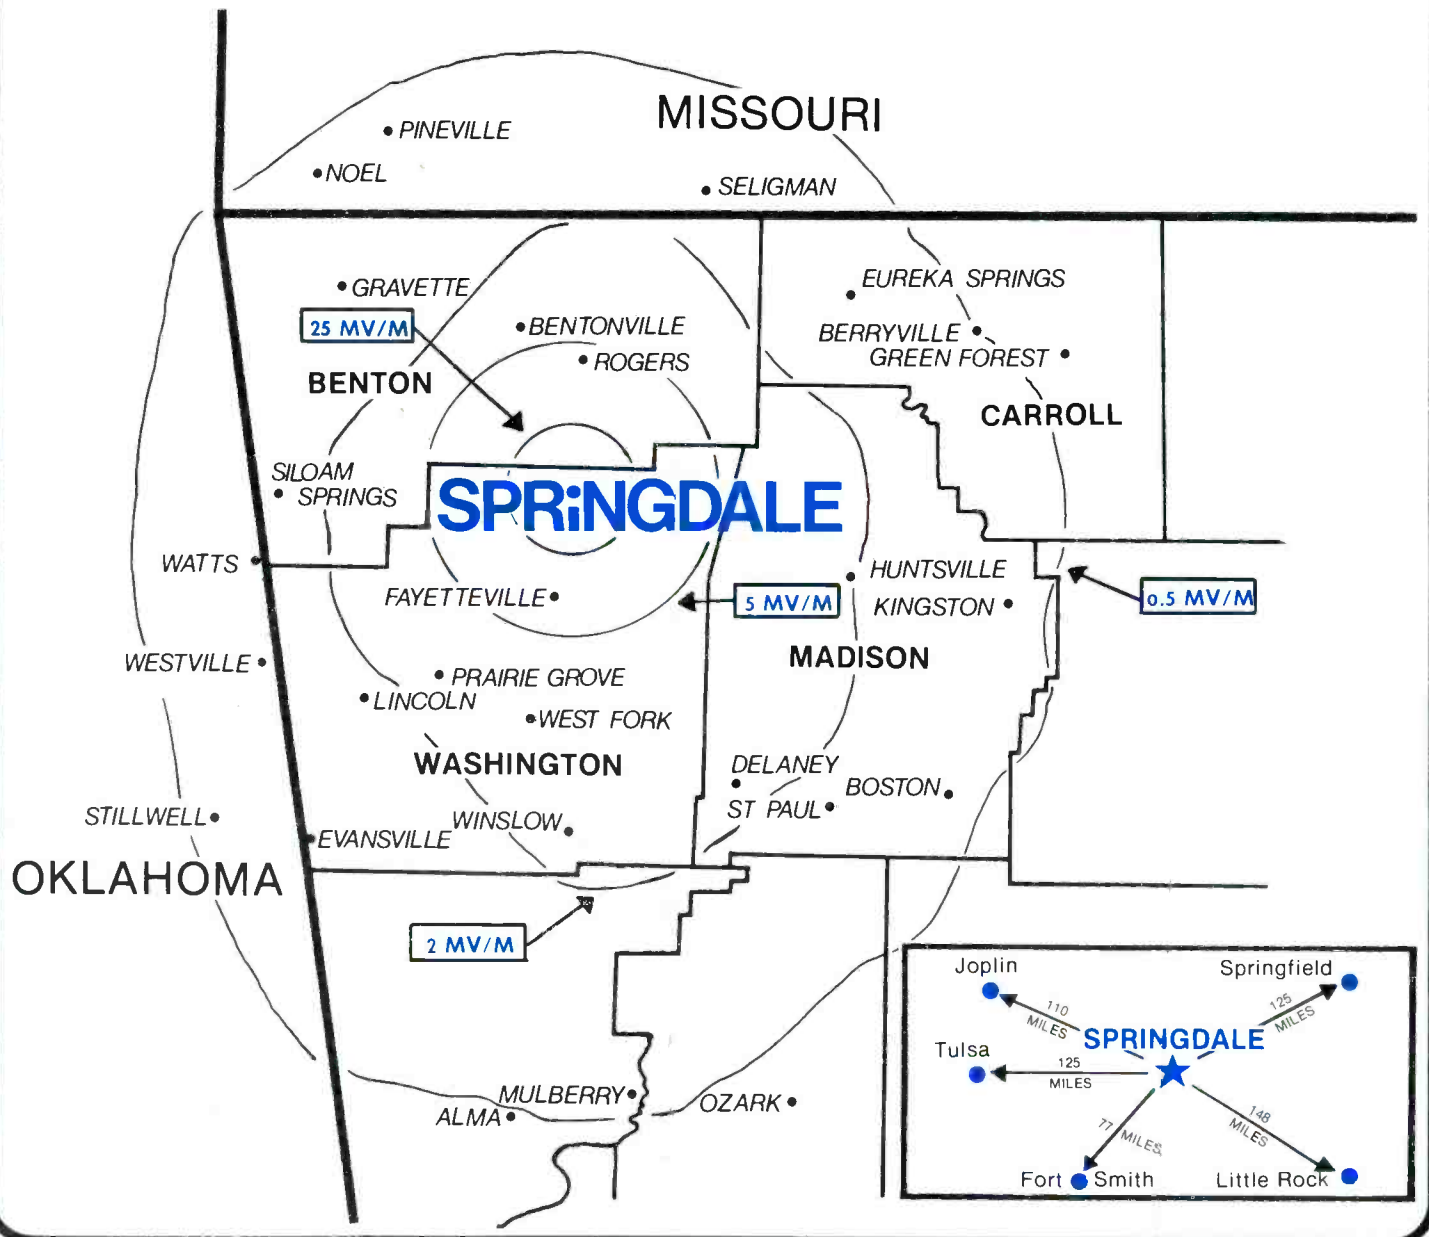 MISSOURI
PINEVILLE
NOEL
SELIGMAN
GRAVETTE
EUREKA SPRINGS
25 MV/M
BENTONVILLE
BERRYVILLE
ROGERS
GREEN FOREST
BENTON
CARROLL
SILOAM
SPRINGS
SPRiNGDALE
WATTS
HUNTSVILLE
FAYETTEVILLE
5 MV/M
KINGSTON
0.5 MV/M
MADISON
WESTVILLE
PRAIRIE GROVE
LINCOLN
WEST FORK
WASHINGTON
DELANEY
BOSTON
ST PAUL
STILLWELL
WINSLOW
EVANSVILLE
OKLAHOMA
2 MV/M
MULBERRY
ALMA
OZARK
Joplin
Springfield
110
MILES
125
MILES
SPRINGDALE
Tulsa
125
MILES
77 MILES
148
MILES
Fort Smith
Little Rock